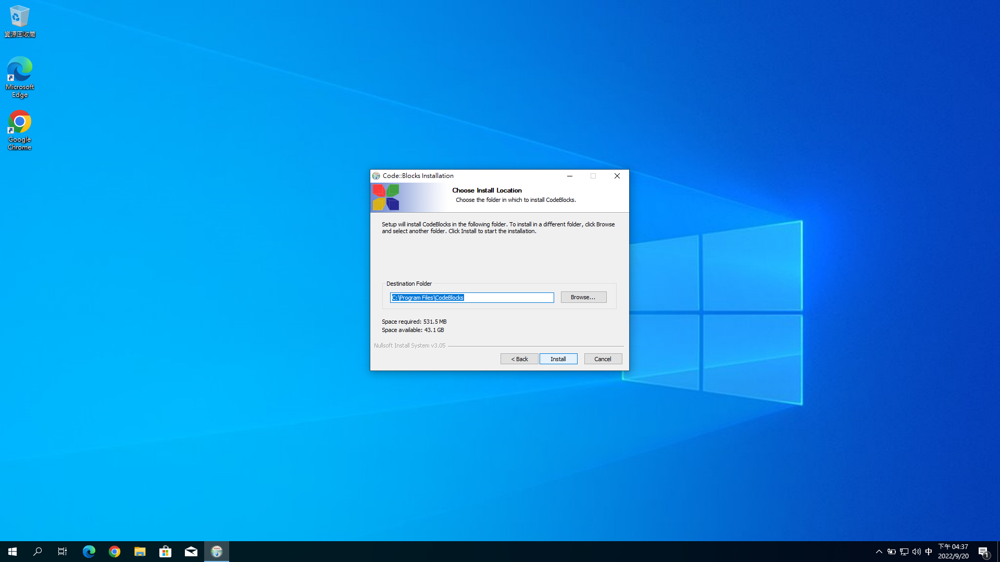 資源回收筒
Microsoft
Edge
Google
Chrome
Code::Blocks Installation
Choose Install Location
Choose the folder in which to install CodeBlocks.
Setup will install CodeBlocks in the following folder. To install in a different folder, click Browse
and select another folder. Click Install to start the installation.
Destination Folder
C:\Program Files\CodeBlocks
Browse...
Space required: 531.5 MB
Space available: 43.1 GB
Nullsoft Install System v3.05
< Back
Install
Cancel
中
下午 04:37
2022/9/20
1